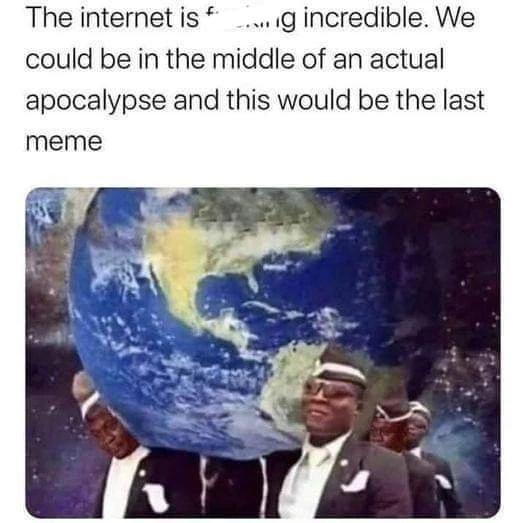 The internet is f g incredible. We
could be in the middle of an actual
apocalypse and this would be the last
meme